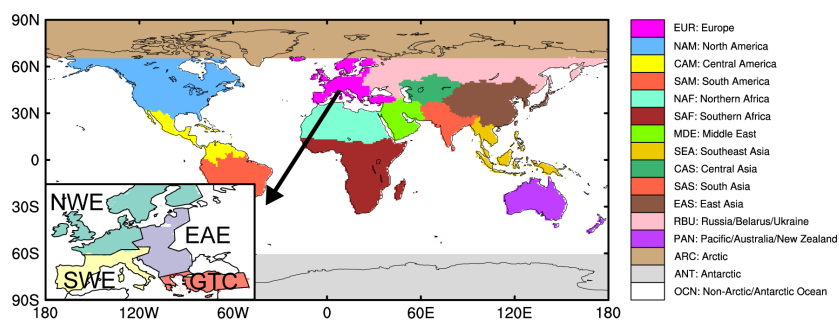 90N
60N
30N
0
30S
60S
90S
180
120W
60W
0
60E
120E
180
NWE
EAE
SWE
GTC
EUR: Europe
NAM: North America
CAM: Central America
SAM: South America
NAF: Northern Africa
SAF: Southern Africa
MDE: Middle East
SEA: Southeast Asia
CAS: Central Asia
SAS: South Asia
EAS: East Asia
RBU: Russia/Belarus/Ukraine
PAN: Pacific/Australia/New Zealand
ARC: Arctic
ANT: Antarctic
OCN: Non-Arctic/Antarctic Ocean